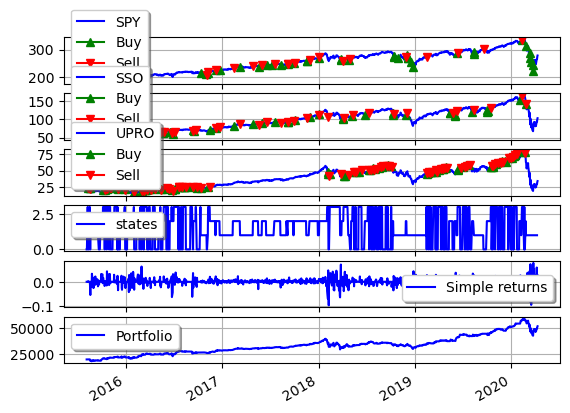 SPY
Buy
Sell
300
200
SSO
Buy
Sell
150
100
50
UPRO
Buy
Sell
75
50
25
states
2.5
0.0
Simple returns
0.0
−0.1
Portfolio
50000
25000
2016
2017
2018
2019
2020